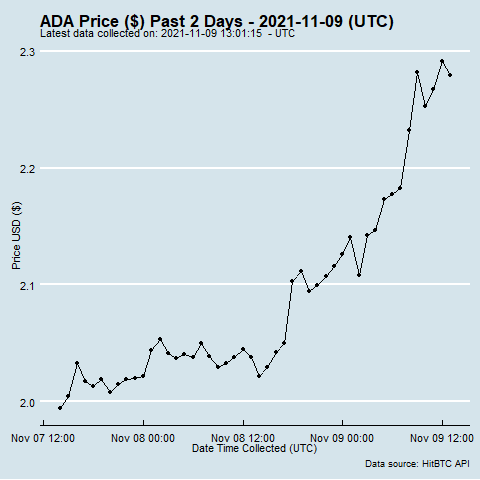 ADA Price ($) Past 2 Days - 2021-11-09 (UTC)
Latest data collected on: 2021-11-09 13:01:15 - UTC
2.3
2.2
2.1
2.0
Price USD ($)
Nov 07 12:00 Nov 08 00:00 Nov 08 12:00 Nov 09 00:00 Nov 09 12:00
Date Time Collected (UTC)
Data source: HitBTC API